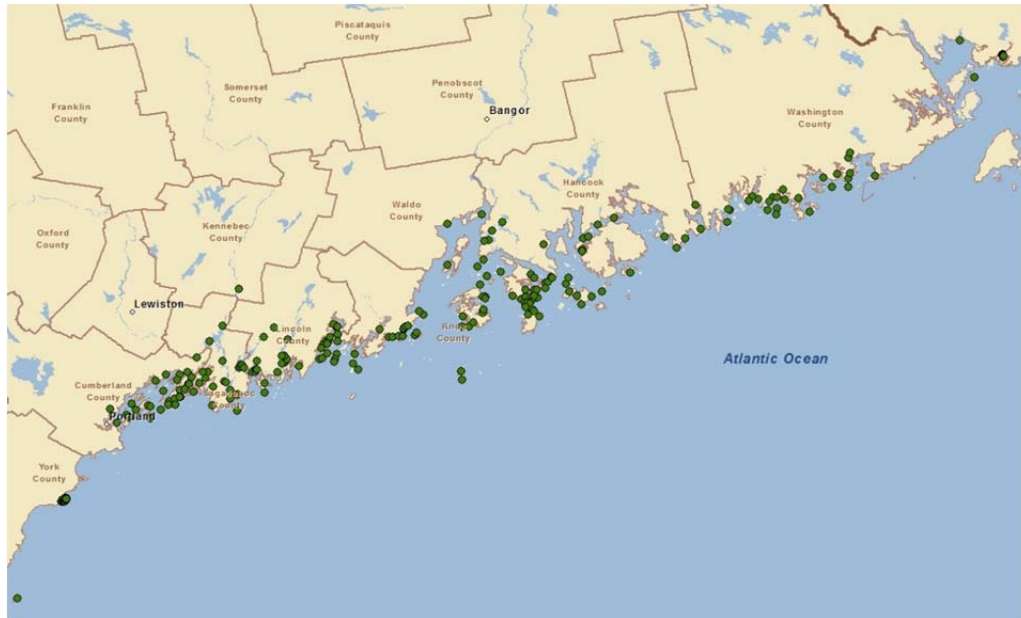 Piscataquis
County
Penobscot
County
Somerset
County
Franklin
County
Bangor
Washington
County
Hancock
County
Waldo
County
Kennebec
County
Oxford
County
Lewiston
Lincoln
County
Knox
County
Atlantic Ocean
Cumberland
County
Sagadahoc
County
Portland
York
County